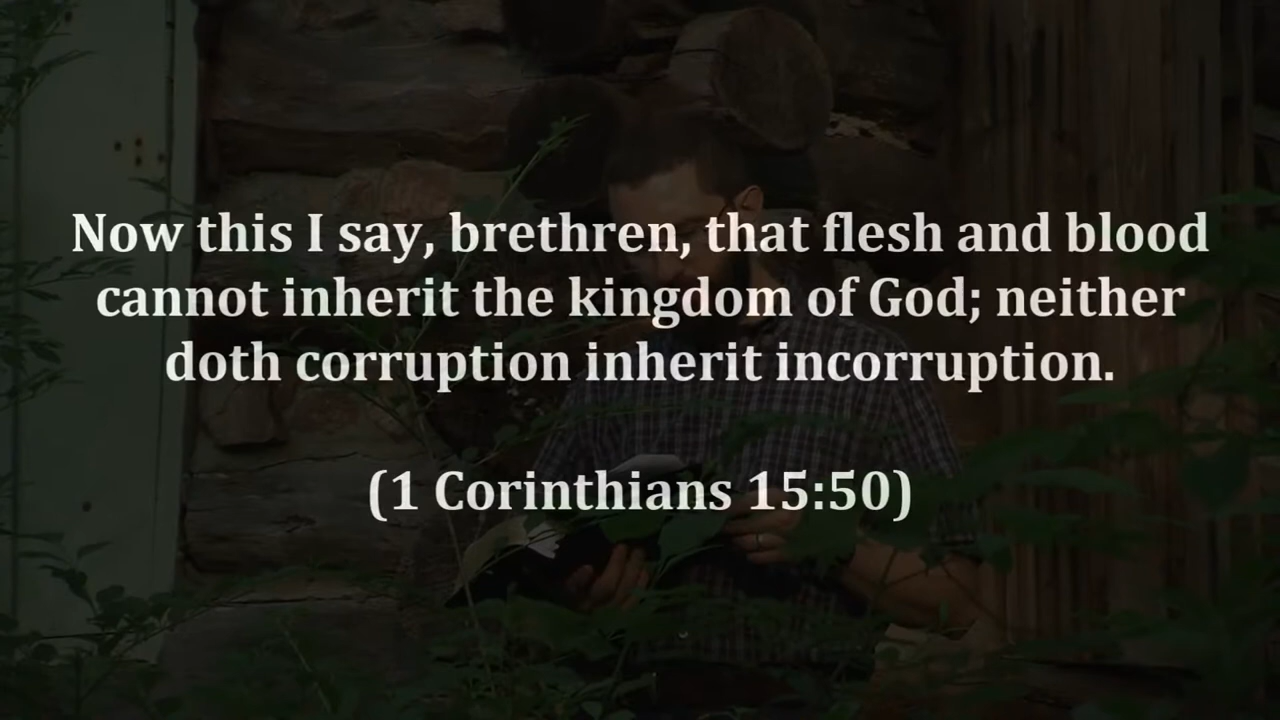 Now this I say, brethren, that flesh and blood
cannot inherit the kingdom of God; neither
doth corruption inherit incorruption.
(1 Corinthians 15:50)